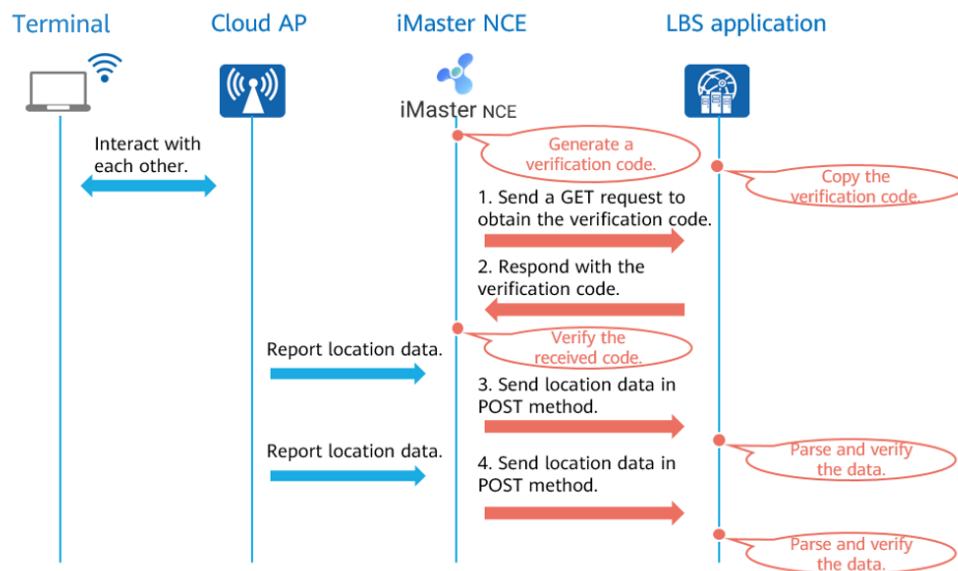 Terminal
Cloud AP
iMaster NCE
LBS application
iMaster NCE
Generate a
verification code.
Interact with
each other.
Copy the
verification code.
1. Send a GET request to
obtain the verification code.
2. Respond with the
verification code.
Verify the
received code.
Report location data.
3. Send location data in
POST method.
Parse and verify
the data.
Report location data.
4. Send location data in
POST method.
Parse and verify
the data.